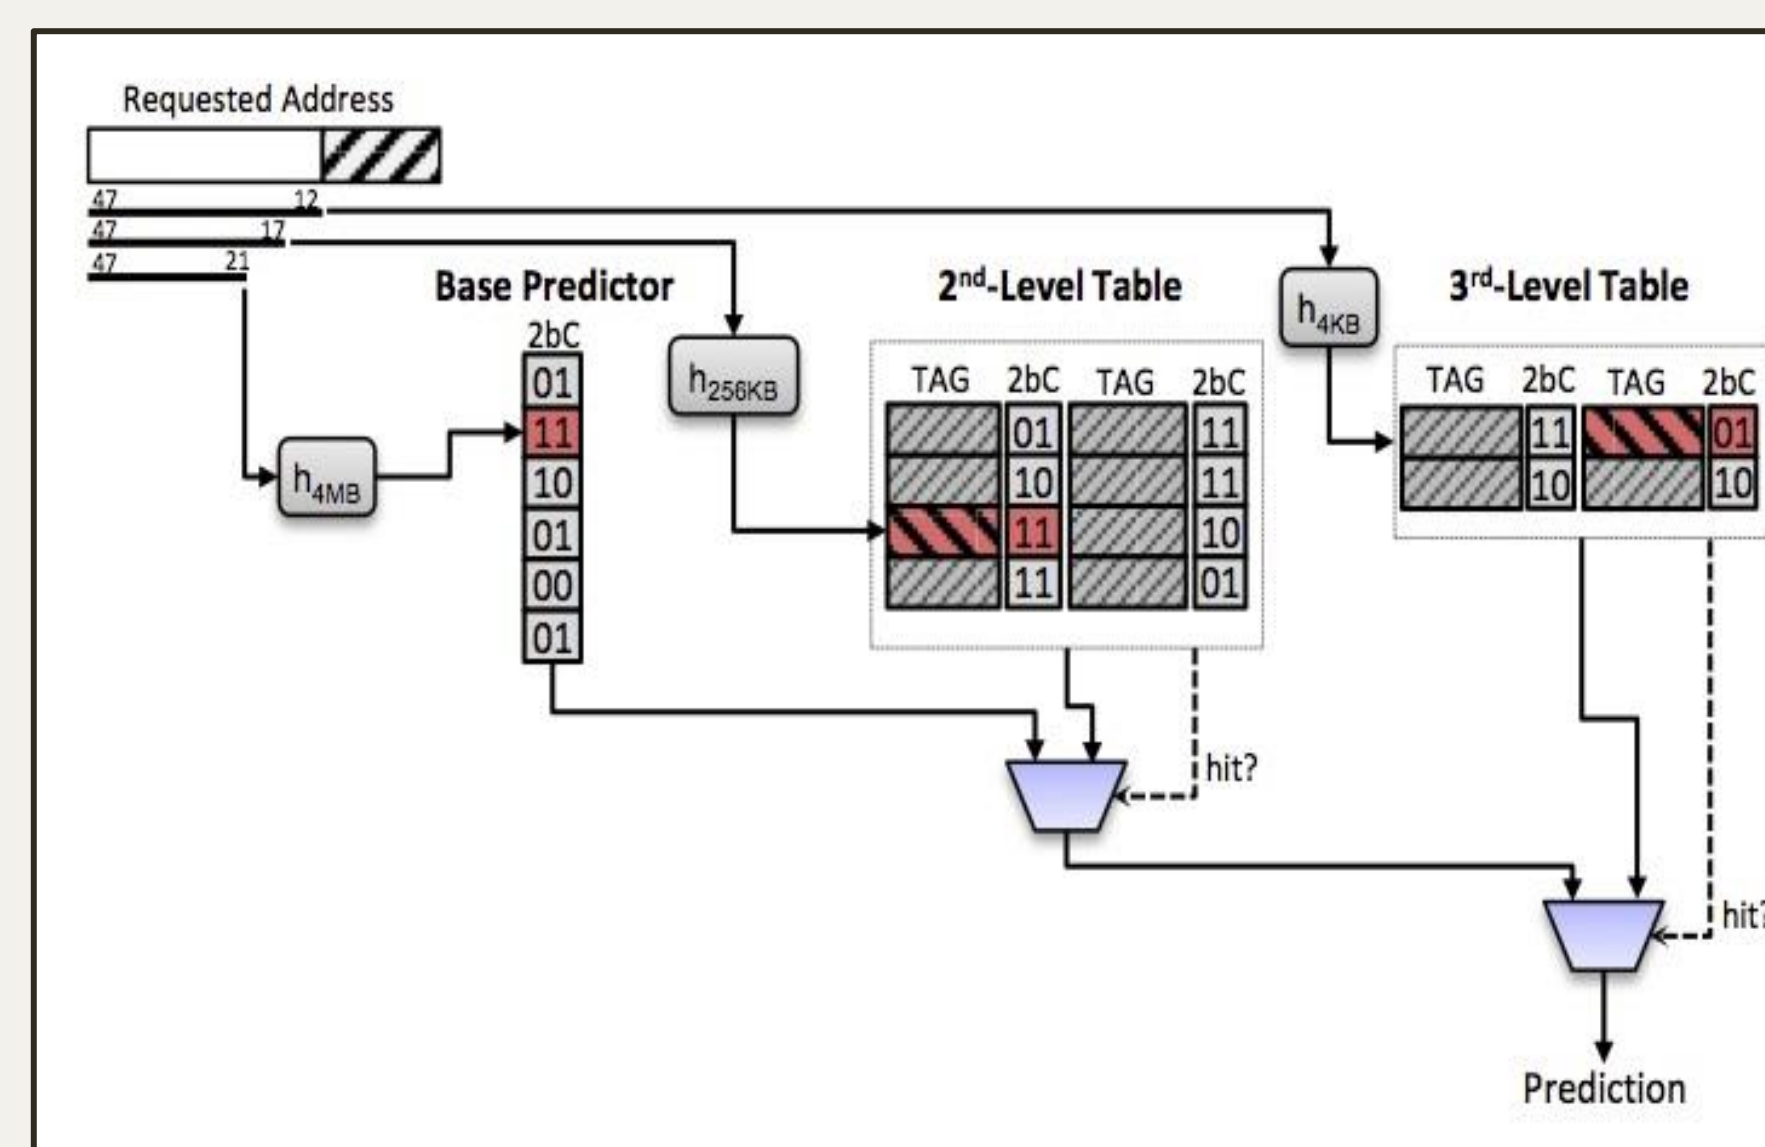 Requested Address
47 12
47 17
47 21
Base Predictor
2bC
01
11
10
01
00
01
h4MB
h256KB
2nd-Level Table
TAG 2bC TAG 2bC
01 11
10 11
11 10
11 01
h4KB
3rd-Level Table
TAG 2bC TAG 2bC
11 01
10 10
hit?
hit?
Prediction